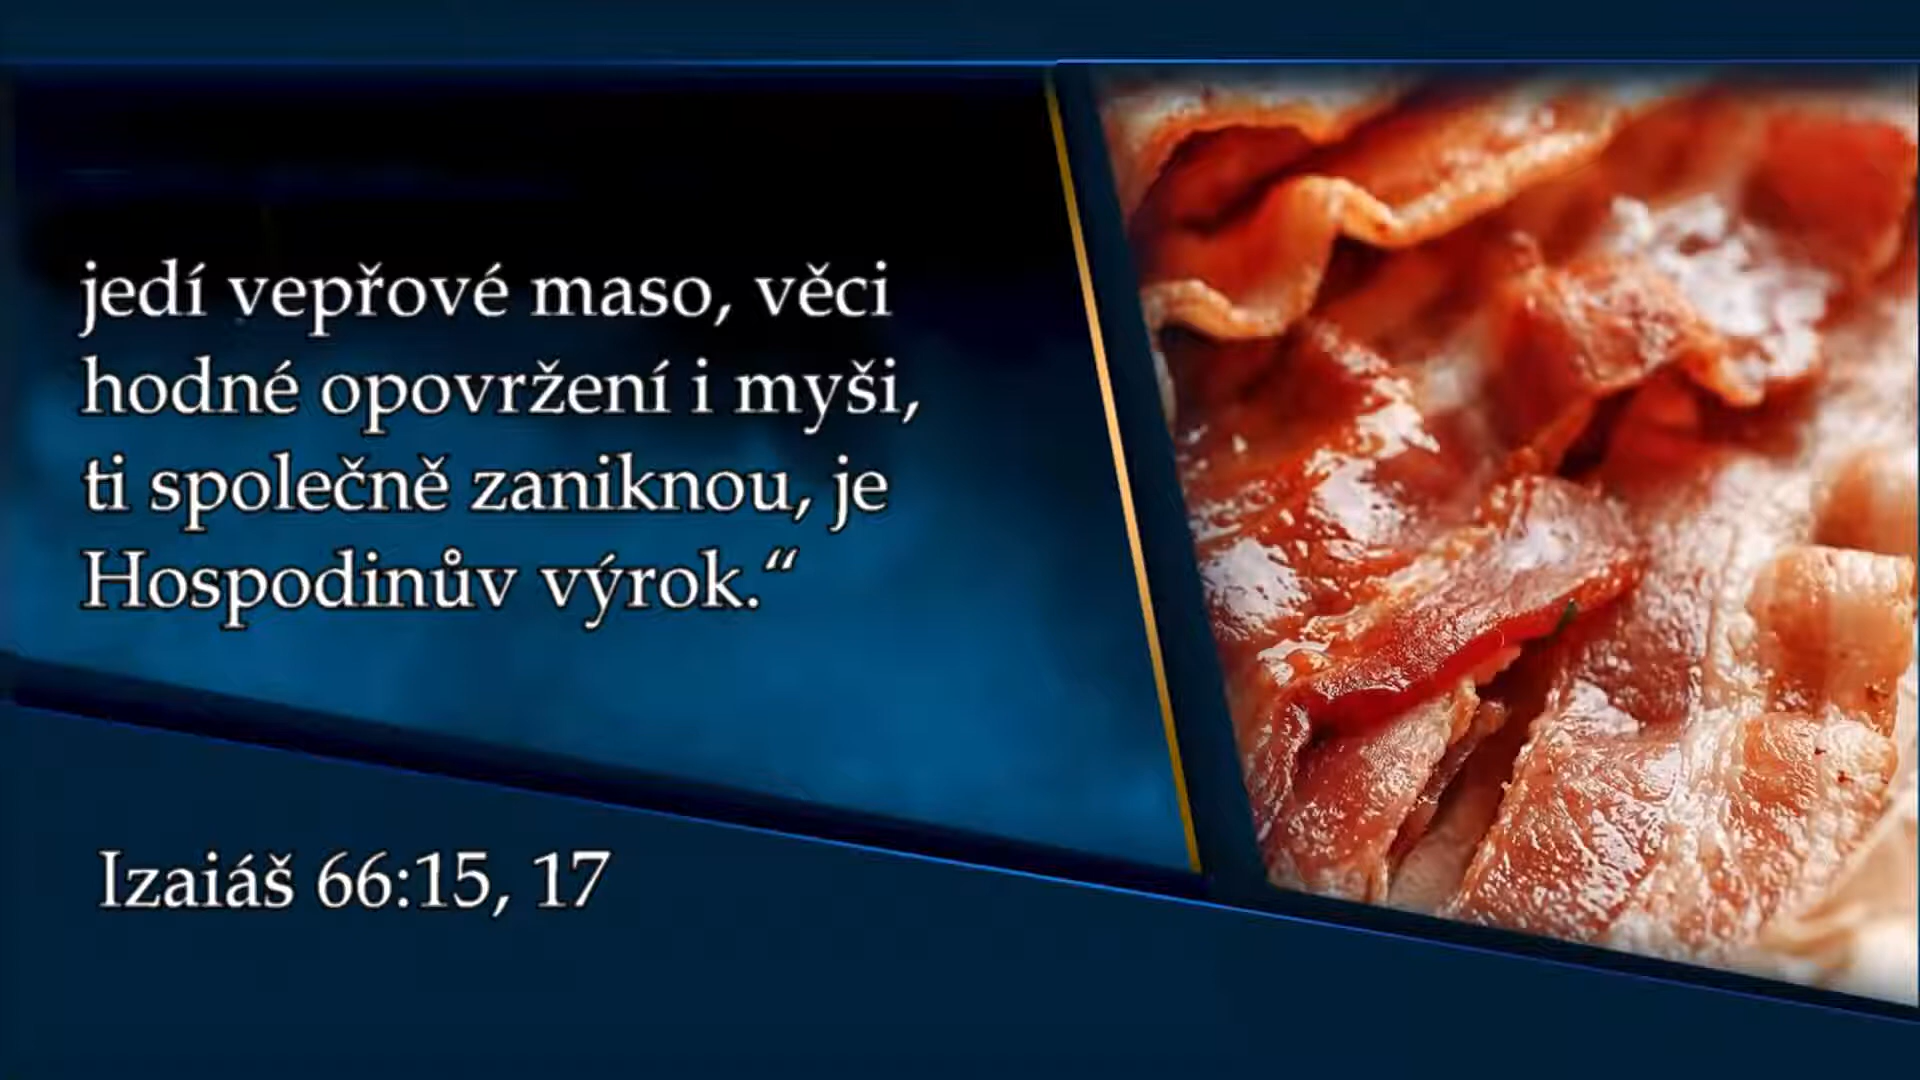 jedí vepřové maso, věci
hodné opovržení i myši,
ti společně zaniknou, je
Hospodinův výrok.“
Izaiáš 66:15, 17